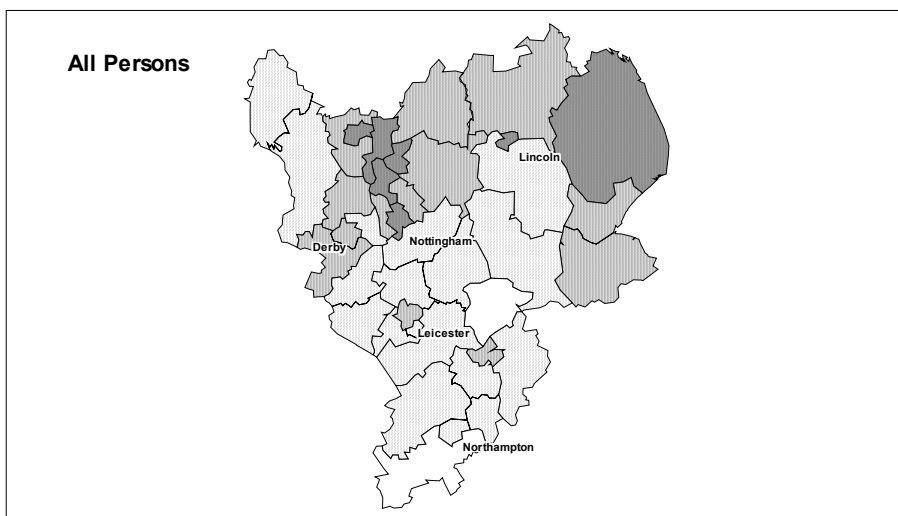 All Persons
Lincoln
Derby
Nottingham
Leicester
Northampton